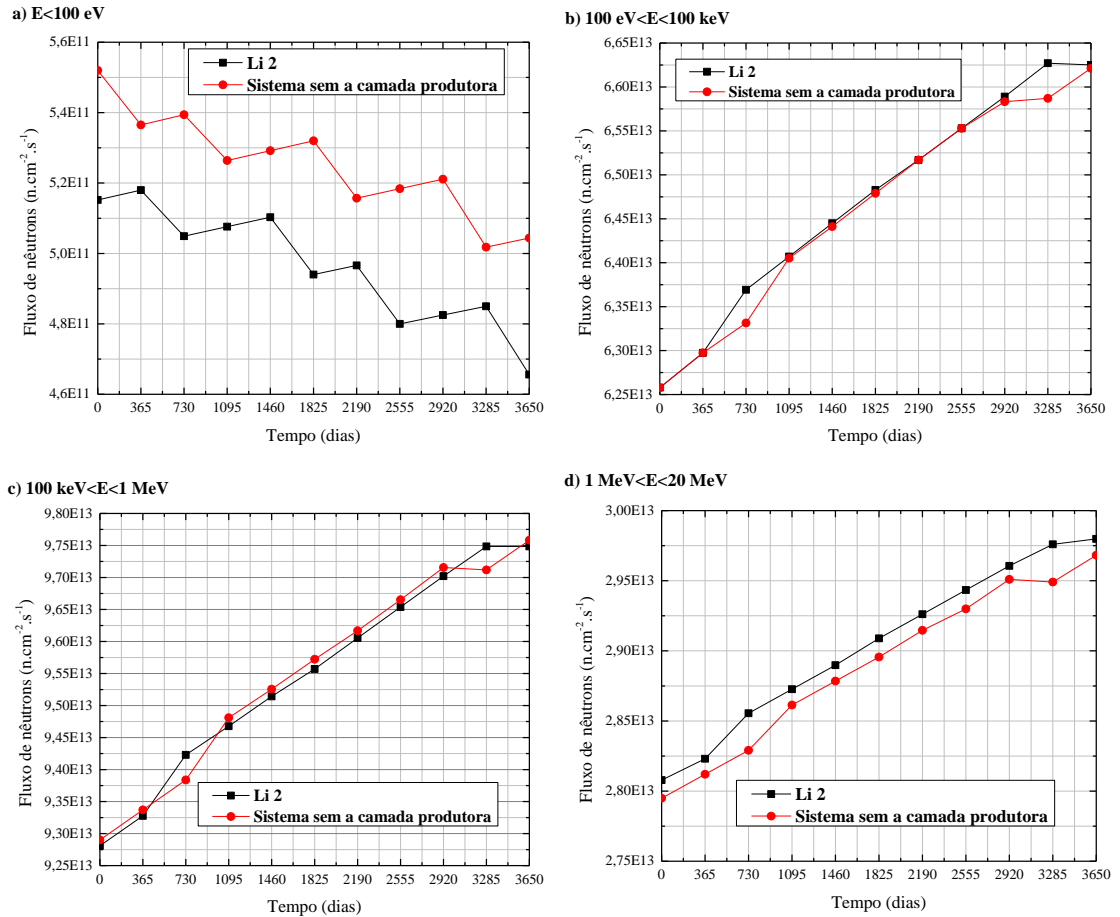 a) E<100 eV
5,6E11
5,4E11
5,2E11
5,0E11
4,8E11
4,6E11
Fluxo de nêutrons (n.cm⁻².s⁻¹)
Li 2
Sistema sem a camada produtora
0 365 730 1095 1460 1825 2190 2555 2920 3285 3650
Tempo (dias)
b) 100 eV<E<100 keV
6,65E13
6,60E13
6,55E13
6,50E13
6,45E13
6,40E13
6,35E13
6,30E13
6,25E13
Fluxo de nêutrons (n.cm⁻².s⁻¹)
Li 2
Sistema sem a camada produtora
0 365 730 1095 1460 1825 2190 2555 2920 3285 3650
Tempo (dias)
c) 100 keV<E<1 MeV
9,80E13
9,75E13
9,70E13
9,65E13
9,60E13
9,55E13
9,50E13
9,45E13
9,40E13
9,35E13
9,30E13
9,25E13
Fluxo de nêutrons (n.cm⁻².s⁻¹)
Li 2
Sistema sem a camada produtora
0 365 730 1095 1460 1825 2190 2555 2920 3285 3650
Tempo (dias)
d) 1 MeV<E<20 MeV
3,00E13
2,95E13
2,90E13
2,85E13
2,80E13
2,75E13
Fluxo de nêutrons (n.cm⁻².s⁻¹)
Li 2
Sistema sem a camada produtora
0 365 730 1095 1460 1825 2190 2555 2920 3285 3650
Tempo (dias)